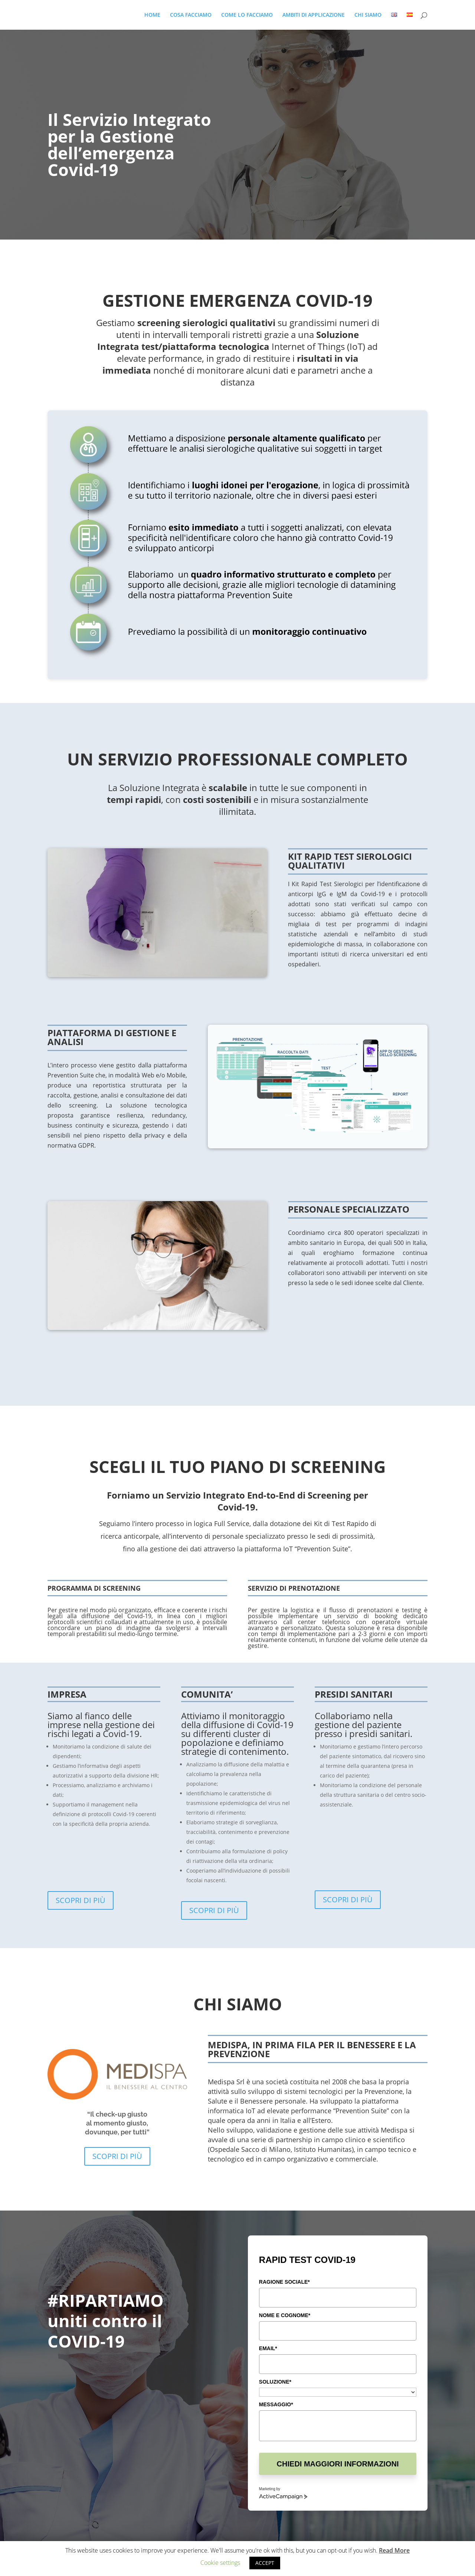 HOME COSA FACCIAMO COME LO FACCIAMO AMBITI DI APPLICAZIONE CHI SIAMO
Il Servizio Integrato
per la Gestione
dell’emergenza
Covid-19
GESTIONE EMERGENZA COVID-19
Gestiamo screening sierologici qualitativi su grandissimi numeri di
utenti in intervalli temporali ristretti grazie a una Soluzione
Integrata test/piattaforma tecnologica Internet of Things (IoT) ad
elevate performance, in grado di restituire i risultati in via
immediata nonché di monitorare alcuni dati e parametri anche a
distanza
Mettiamo a disposizione personale altamente qualificato per
effettuare le analisi sierologiche qualitative sui soggetti in target
Identifichiamo i luoghi idonei per l'erogazione, in logica di prossimità
e su tutto il territorio nazionale, oltre che in diversi paesi esteri
Forniamo esito immediato a tutti i soggetti analizzati, con elevata
specificità nell'identificare coloro che hanno già contratto Covid-19
e sviluppato anticorpi
Elaboriamo un quadro informativo strutturato e completo per
supporto alle decisioni, grazie alle migliori tecnologie di datamining
della nostra piattaforma Prevention Suite
Prevediamo la possibilità di un monitoraggio continuativo
UN SERVIZIO PROFESSIONALE COMPLETO
La Soluzione Integrata è scalabile in tutte le sue componenti in
tempi rapidi, con costi sostenibili e in misura sostanzialmente
illimitata.
KIT RAPID TEST SIEROLOGICI
QUALITATIVI
I Kit Rapid Test Sierologici per l’identificazione di
anticorpi IgG e IgM da Covid-19 e i protocolli
adottati sono stati verificati sul campo con
successo: abbiamo già effettuato decine di
migliaia di test per programmi di indagini
statistiche aziendali e nell’ambito di studi
epidemiologiche di massa, in collaborazione con
importanti istituti di ricerca universitari ed enti
ospedalieri.
PIATTAFORMA DI GESTIONE E
ANALISI
L’intero processo viene gestito dalla piattaforma
Prevention Suite che, in modalità Web e/o Mobile,
produce una reportistica strutturata per la
raccolta, gestione, analisi e consultazione dei dati
dello screening. La soluzione tecnologica
proposta garantisce resilienza, redundancy,
business continuity e sicurezza, gestendo i dati
sensibili nel pieno rispetto della privacy e della
normativa GDPR.
PRENOTAZIONE
RACCOLTA DATI
TEST
APP DI GESTIONE
DELLO SCREENING
REPORT
PERSONALE SPECIALIZZATO
Coordiniamo circa 800 operatori specializzati in
ambito sanitario in Europa, dei quali 500 in Italia,
ai quali eroghiamo formazione continua
relativamente ai protocolli adottati. Tutti i nostri
collaboratori sono attivabili per interventi on site
presso la sede o le sedi idonee scelte dal Cliente.
SCEGLI IL TUO PIANO DI SCREENING
Forniamo un Servizio Integrato End-to-End di Screening per
Covid-19.
Seguiamo l’intero processo in logica Full Service, dalla dotazione dei Kit di Test Rapido di
ricerca anticorpale, all’intervento di personale specializzato presso le sedi di prossimità,
fino alla gestione dei dati attraverso la piattaforma IoT “Prevention Suite”.
PROGRAMMA DI SCREENING
Per gestire nel modo più organizzato, efficace e coerente i rischi
legati alla diffusione del Covid-19, in linea con i migliori
protocolli scientifici collaudati e attualmente in uso, è possibile
concordare un piano di indagine da svolgersi a intervalli
temporali prestabiliti sul medio-lungo termine.
SERVIZIO DI PRENOTAZIONE
Per gestire la logistica e il flusso di prenotazioni e testing è
possibile implementare un servizio di booking dedicato
attraverso call center telefonico con operatore virtuale
avanzato e personalizzato. Questa soluzione è resa disponibile
con tempi di implementazione pari a 2-3 giorni e con importi
relativamente contenuti, in funzione del volume delle utenze da
gestire.
IMPRESA
Siamo al fianco delle
imprese nella gestione dei
rischi legati a Covid-19.
Monitoriamo la condizione di salute dei
dipendenti;
Gestiamo l’informativa degli aspetti
autorizzativi a supporto della divisione HR;
Processiamo, analizziamo e archiviamo i
dati;
Supportiamo il management nella
definizione di protocolli Covid-19 coerenti
con la specificità della propria azienda.
SCOPRI DI PIÙ
COMUNITA’
Attiviamo il monitoraggio
della diffusione di Covid-19
su differenti cluster di
popolazione e definiamo
strategie di contenimento.
Analizziamo la diffusione della malattia e
calcoliamo la prevalenza nella
popolazione;
Identifichiamo le caratteristiche di
trasmissione epidemiologica del virus nel
territorio di riferimento;
Elaboriamo strategie di sorveglianza,
tracciabilità, contenimento e prevenzione
dei contagi;
Contribuiamo alla formulazione di policy
di riattivazione della vita ordinaria;
Cooperiamo all’individuazione di possibili
focolai nascenti.
SCOPRI DI PIÙ
PRESIDI SANITARI
Collaboriamo nella
gestione del paziente
presso i presidi sanitari.
Monitoriamo e gestiamo l’intero percorso
del paziente sintomatico, dal ricovero sino
al termine della quarantena (presa in
carico del paziente);
Monitoriamo la condizione del personale
della struttura sanitaria o del centro socio-
assistenziale.
SCOPRI DI PIÙ
CHI SIAMO
MEDISPA
IL BENESSERE AL CENTRO
“Il check-up giusto
al momento giusto,
dovunque, per tutti”
SCOPRI DI PIÙ
MEDISPA, IN PRIMA FILA PER IL BENESSERE E LA
PREVENZIONE
Medispa Srl è una società costituita nel 2008 che basa la propria
attività sullo sviluppo di sistemi tecnologici per la Prevenzione, la
Salute e il Benessere personale. Ha sviluppato la piattaforma
informatica IoT ad elevate performance “Prevention Suite” con la
quale opera da anni in Italia e all’Estero.
Nello sviluppo, validazione e gestione delle sue attività Medispa si
avvale di una serie di partnership in campo clinico e scientifico
(Ospedale Sacco di Milano, Istituto Humanitas), in campo tecnico e
tecnologico ed in campo organizzativo e commerciale.
#RIPARTIAMO
uniti contro il
COVID-19
RAPID TEST COVID-19
RAGIONE SOCIALE*
NOME E COGNOME*
EMAIL*
SOLUZIONE*
MESSAGGIO*
CHIEDI MAGGIORI INFORMAZIONI
Marketing by
ActiveCampaign >
This website uses cookies to improve your experience. We'll assume you're ok with this, but you can opt-out if you wish. Read More
Cookie settings ACCEPT